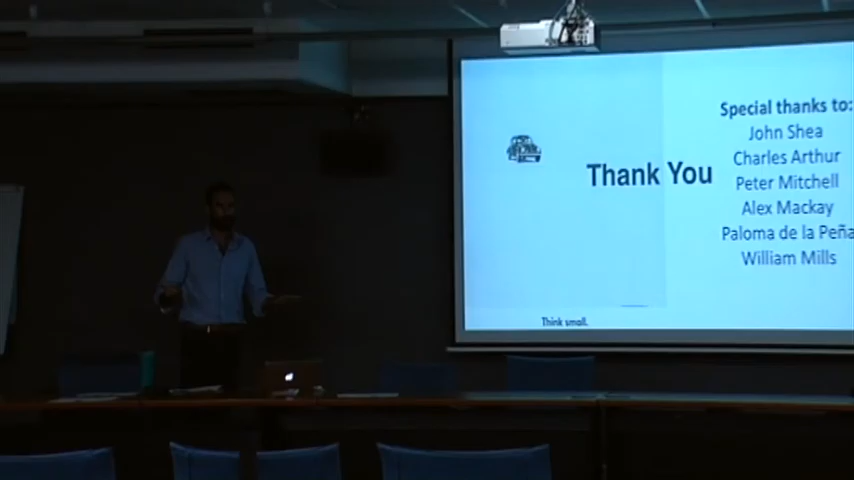 Thank You
Special thanks to:
John Shea
Charles Arthur
Peter Mitchell
Alex Mackay
Paloma de la Peña
William Mills
Think small.